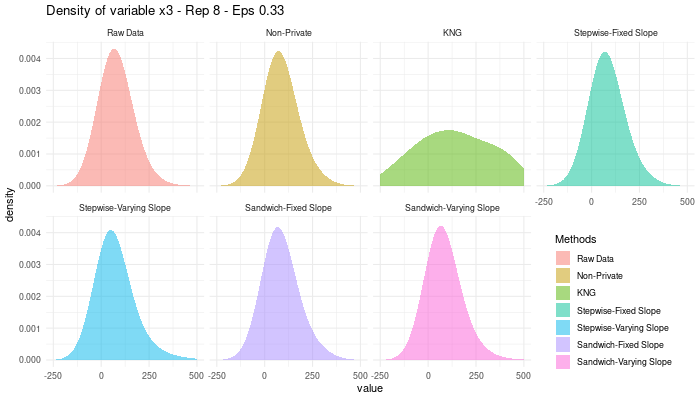 Density of variable x3 - Rep 8 - Eps 0.33
Raw Data Non-Private KNG Stepwise-Fixed Slope
0.004
0.003
0.002
0.001
0.000
-250 0 250 500
density
Stepwise-Varying Slope Sandwich-Fixed Slope Sandwich-Varying Slope
0.004
0.003
0.002
0.001
0.000
-250 0 250 500 -250 0 250 500 -250 0 250 500
value
Methods
Raw Data
Non-Private
KNG
Stepwise-Fixed Slope
Stepwise-Varying Slope
Sandwich-Fixed Slope
Sandwich-Varying Slope